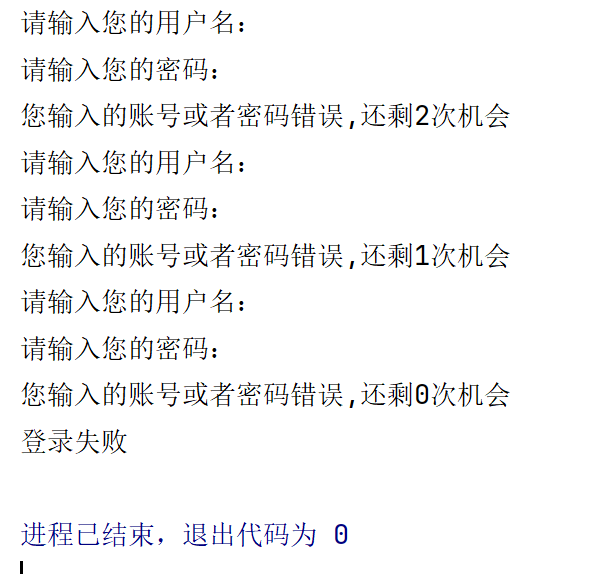 请输入您的用户名：
请输入您的密码：
您输入的账号或者密码错误,还剩2次机会
请输入您的用户名：
请输入您的密码：
您输入的账号或者密码错误,还剩1次机会
请输入您的用户名：
请输入您的密码：
您输入的账号或者密码错误,还剩0次机会
登录失败
进程已结束，退出代码为 0